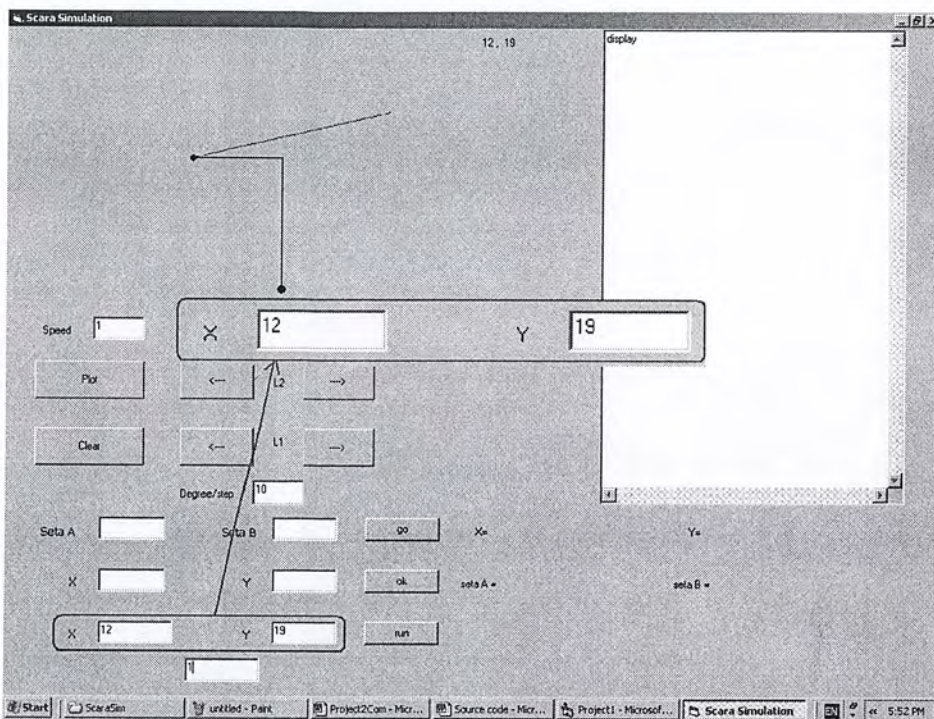 Scara Simulation
12, 19
display
Speed 1
X 12 Y 19
Plot <--- L2 --->
Clear <--- L1 --->
Degree/step 10
Seta A Seta B go X= Y=
X Y ok seta A = seta B =
X 12 Y 19 run
1
Start ScaraSim untitled - Paint Project2Com - Micr... Source code - Micr... Project1 - Microsof... Scara Simulation EN « 5:52 PM